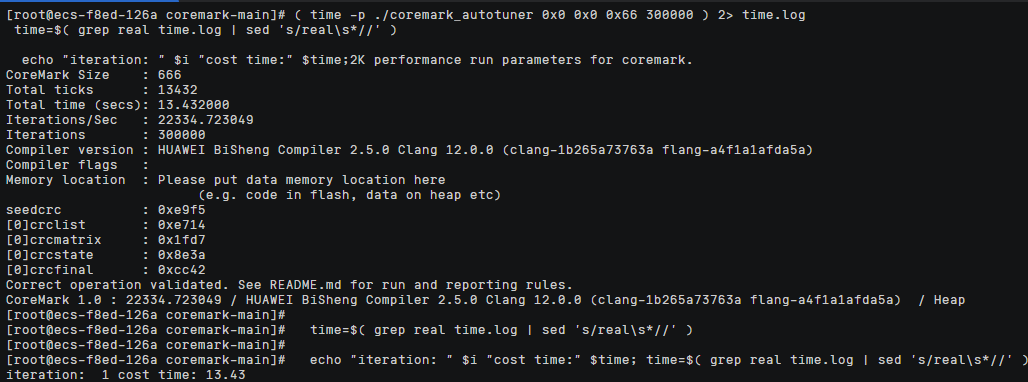 [root@ecs-f8ed-126a coremark-main]# ( time -p ./coremark_autotuner 0x0 0x0 0x66 300000 ) 2> time.log
 time=$( grep real time.log | sed 's/real\s*//' )
  echo "iteration: " $i "cost time:" $time;2K performance run parameters for coremark.
CoreMark Size    : 666
Total ticks      : 13432
Total time (secs): 13.432000
Iterations/Sec   : 22334.723049
Iterations       : 300000
Compiler version : HUAWEI BiSheng Compiler 2.5.0 Clang 12.0.0 (clang-1b265a73763a flang-a4f1a1afda5a)
Compiler flags   :
Memory location  : Please put data memory location here
                        (e.g. code in flash, data on heap etc)
seedcrc          : 0xe9f5
[0]crclist       : 0xe714
[0]crcmatrix     : 0x1fd7
[0]crcstate      : 0x8e3a
[0]crcfinal      : 0xcc42
Correct operation validated. See README.md for run and reporting rules.
CoreMark 1.0 : 22334.723049 / HUAWEI BiSheng Compiler 2.5.0 Clang 12.0.0 (clang-1b265a73763a flang-a4f1a1afda5a)  / Heap
[root@ecs-f8ed-126a coremark-main]#
[root@ecs-f8ed-126a coremark-main]#   time=$( grep real time.log | sed 's/real\s*//' )
[root@ecs-f8ed-126a coremark-main]#
[root@ecs-f8ed-126a coremark-main]#   echo "iteration: " $i "cost time:" $time; time=$( grep real time.log | sed 's/real\s*//' )
iteration:  1 cost time: 13.43